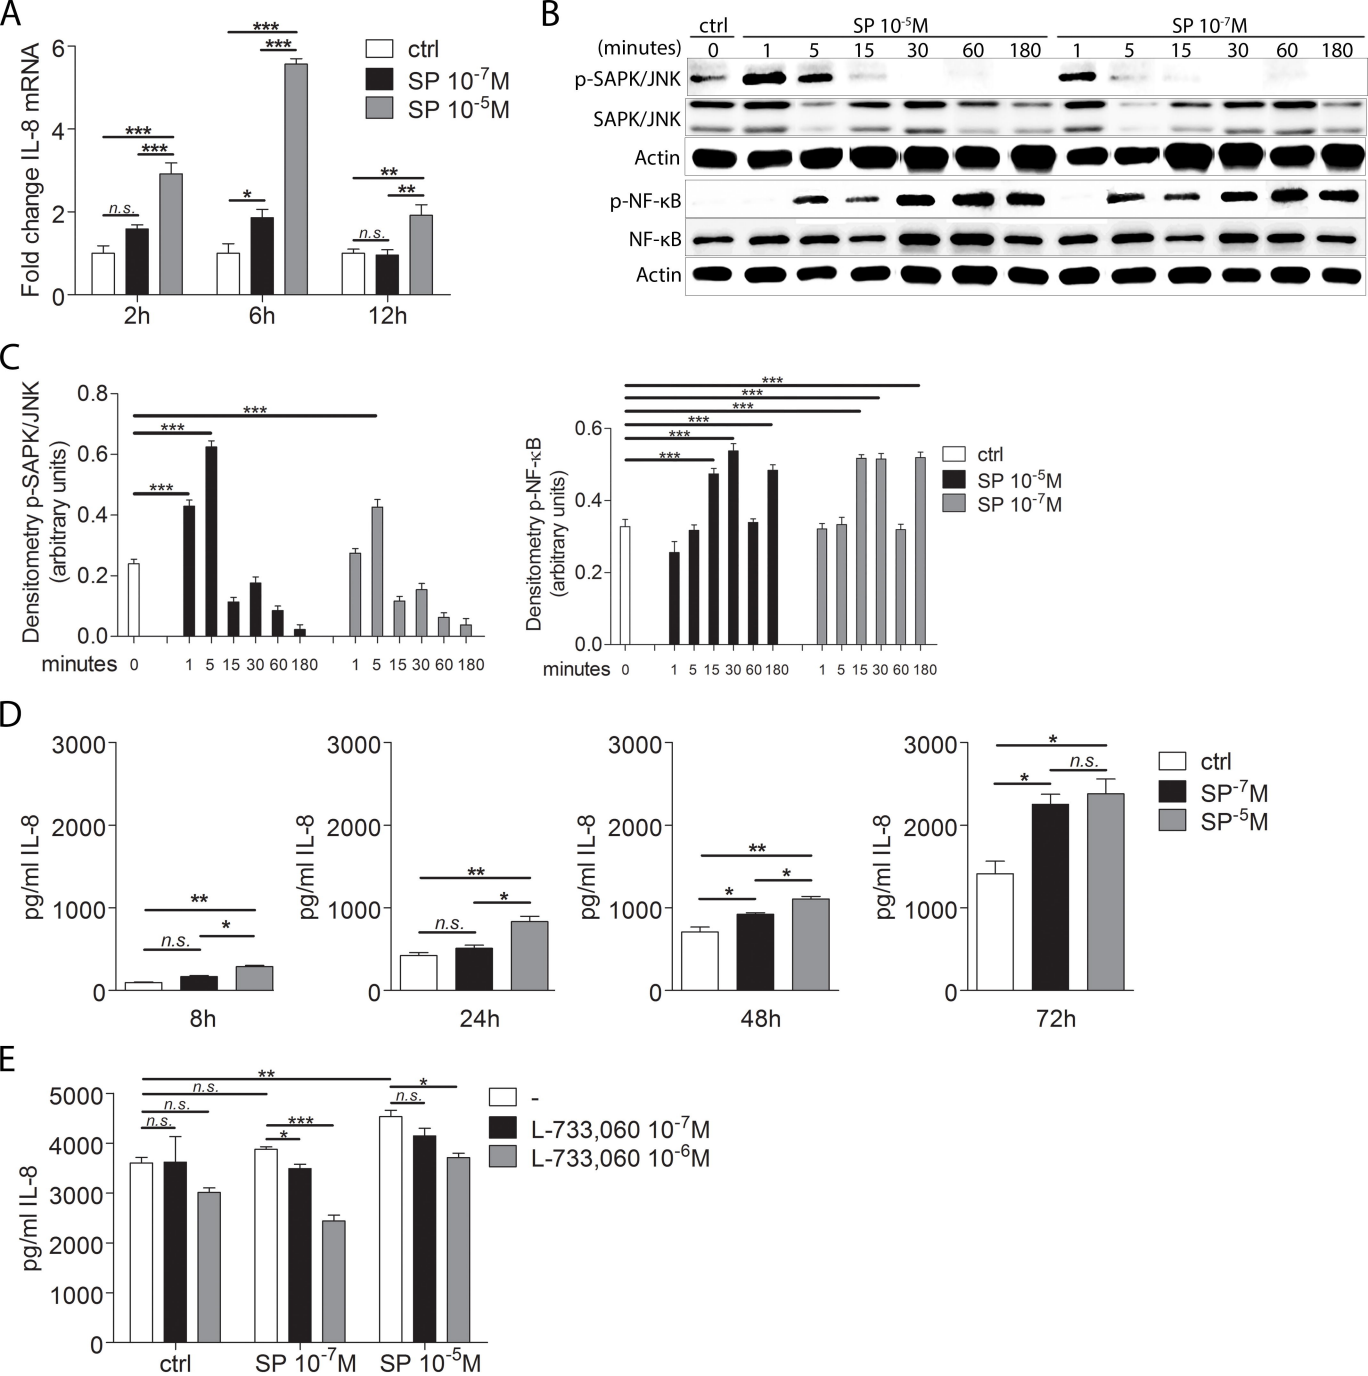 A
Fold change IL-8 mRNA
6
4
2
0
***
***
n.s.
***
***
*
**
**
n.s.
2h
6h
12h
ctrl
SP 10-7M
SP 10-5M
B
ctrl SP 10-5M SP 10-7M
(minutes) 0 1 5 15 30 60 180 1 5 15 30 60 180
p-SAPK/JNK
SAPK/JNK
Actin
p-NF-κB
NF-κB
Actin
C
Densitometry p-SAPK/JNK
(arbitrary units)
0.8
0.6
0.4
0.2
0.0
***
***
***
minutes 0 1 5 15 30 60 180 1 5 15 30 60 180
Densitometry p-NF-κB
(arbitrary units)
0.6
0.4
0.2
0.0
***
***
***
***
***
***
minutes 0 1 5 15 30 60 180 1 5 15 30 60 180
ctrl
SP 10-5M
SP 10-7M
D
pg/ml IL-8
3000
2000
1000
0
**
*
n.s.
8h
pg/ml IL-8
3000
2000
1000
0
**
*
n.s.
24h
pg/ml IL-8
3000
2000
1000
0
**
*
*
48h
pg/ml IL-8
3000
2000
1000
0
*
n.s.
*
72h
ctrl
SP-7M
SP-5M
E
pg/ml IL-8
5000
4000
3000
2000
1000
0
**
n.s.
n.s.
n.s.
***
*
*
n.s.
ctrl
SP 10-7M
SP 10-5M
-
L-733,060 10-7M
L-733,060 10-6M